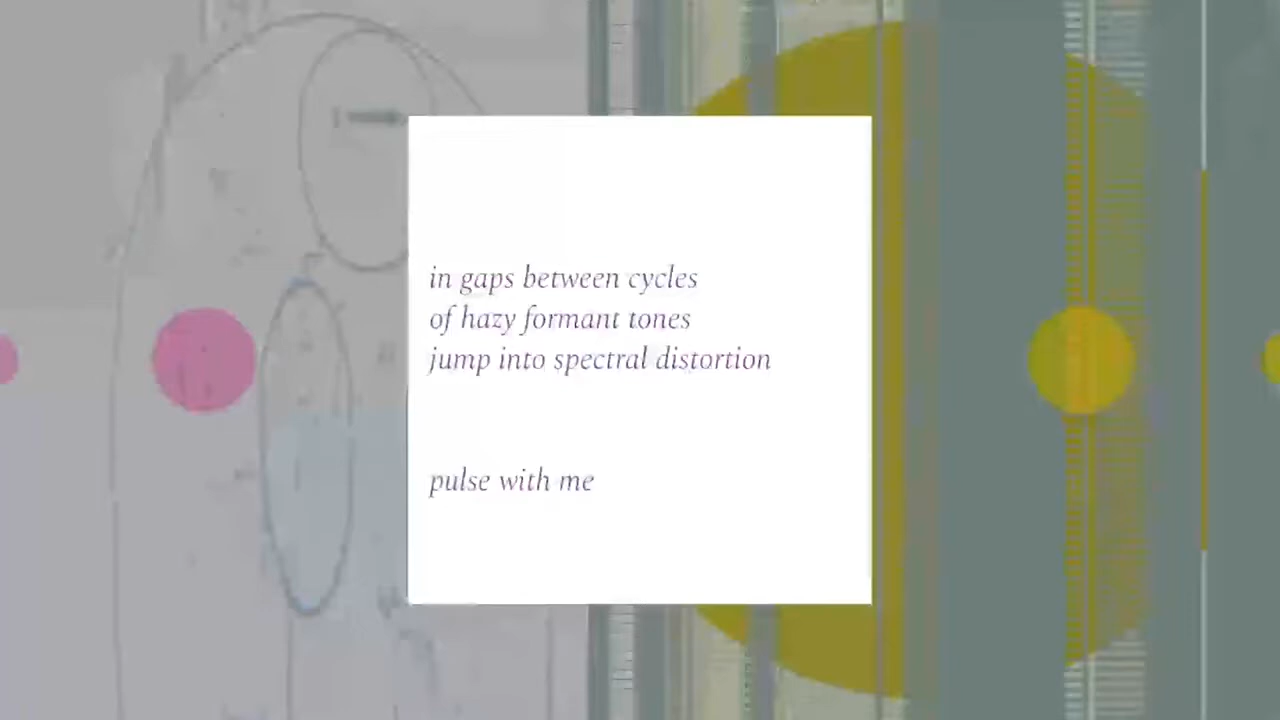 in gaps between cycles
of hazy formant tones
jump into spectral distortion
pulse with me